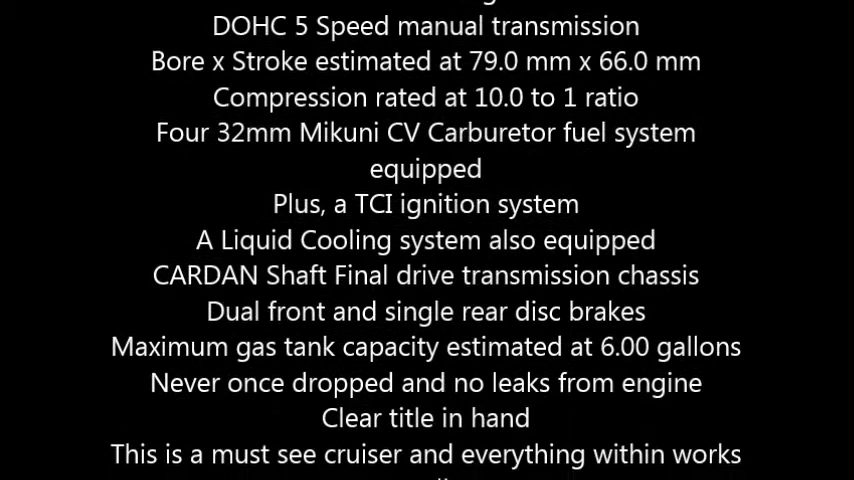 DOHC 5 Speed manual transmission
Bore x Stroke estimated at 79.0 mm x 66.0 mm
Compression rated at 10.0 to 1 ratio
Four 32mm Mikuni CV Carburetor fuel system
equipped
Plus, a TCI ignition system
A Liquid Cooling system also equipped
CARDAN Shaft Final drive transmission chassis
Dual front and single rear disc brakes
Maximum gas tank capacity estimated at 6.00 gallons
Never once dropped and no leaks from engine
Clear title in hand
This is a must see cruiser and everything within works